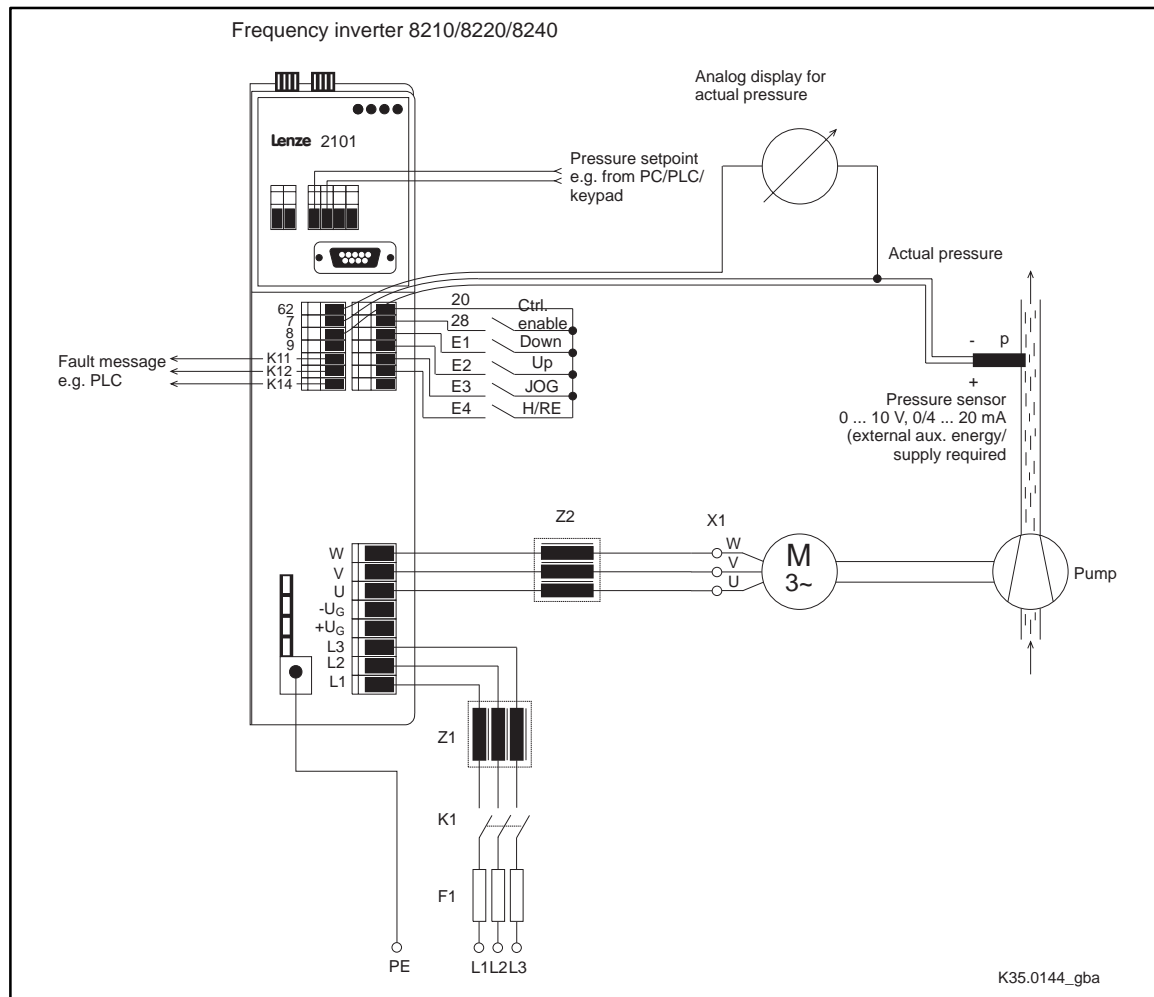 Frequency inverter 8210/8220/8240
Analog display for
actual pressure
Lenze 2101
Pressure setpoint
e.g. from PC/PLC/
keypad
Actual pressure
62
7
8
9
K11
K12
K14
Fault message
e.g. PLC
20
28
E1
E2
E3
E4
Ctrl.
enable
Down
Up
JOG
H/RE
- p
+
Pressure sensor
0 ... 10 V, 0/4 ... 20 mA
(external aux. energy/
supply required
Z2
X1
W
V
U
-UG
+UG
L3
L2
L1
W
V
U
M
3~
Pump
Z1
K1
F1
PE
L1L2L3
K35.0144_gba